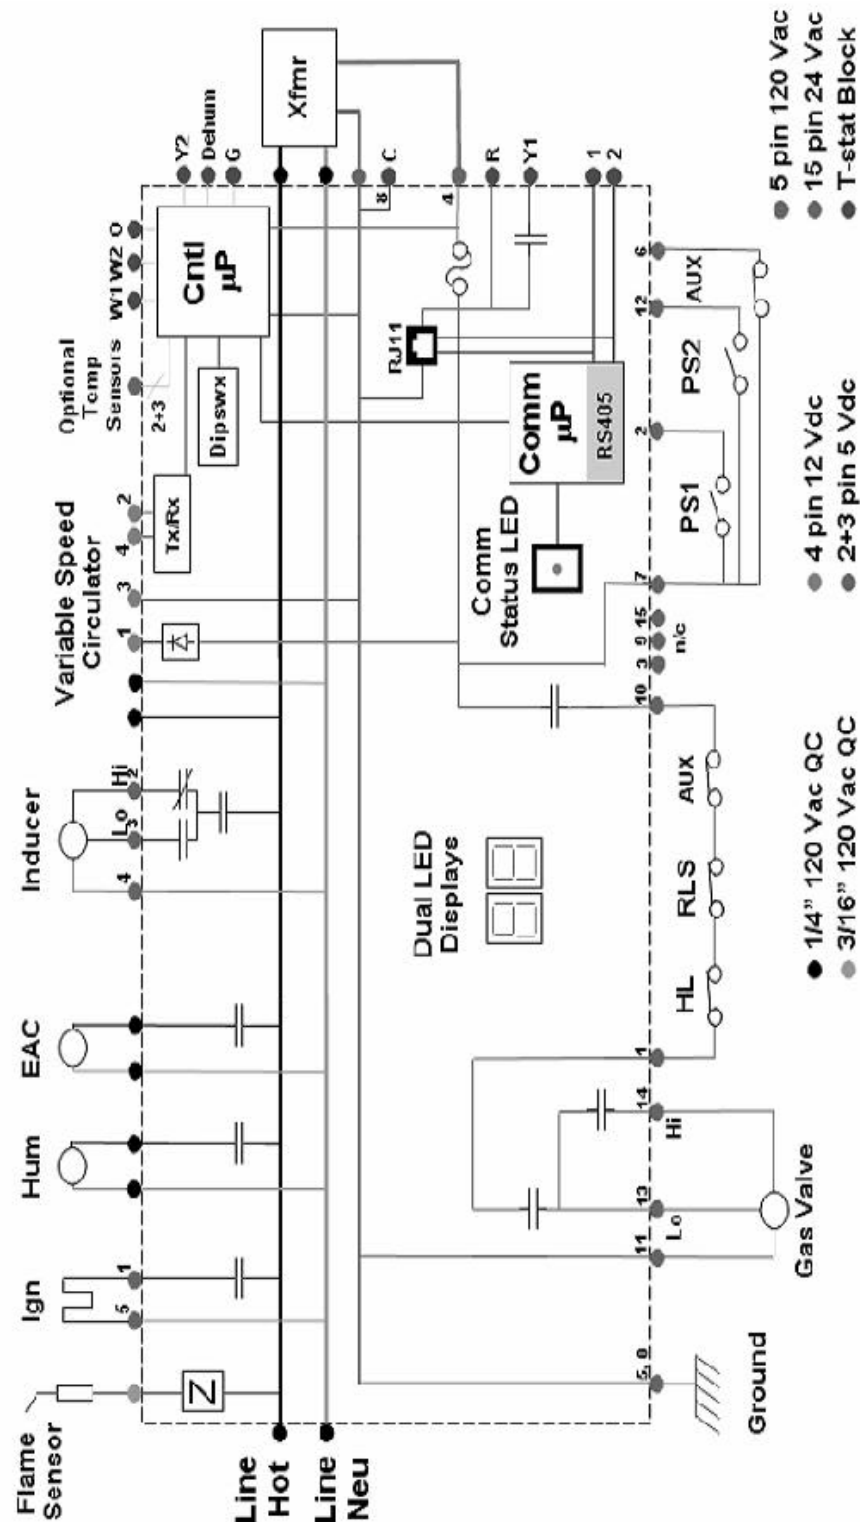 Flame
Sensor
Ign
Hum
EAC
Inducer
Variable Speed
Circulator
Optional
Temp
Sensors
W1 W2 O
Y2
Dehum
G
5
1
4
Lo
3
Hi
2
1
3
4
2
2+3
Z
Tx/Rx
Dipswx
Cntl
µP
Xfmr
Line
Hot
Line
Neu
8
C
4
R
Y1
1
2
RJ11
Comm
µP
RS405
Comm
Status LED
Dual LED
Displays
5, 8
11
13
Lo
14
Hi
1
10
3
9
15
n/c
7
2
12
6
Ground
Gas Valve
HL
RLS
AUX
PS1
PS2
AUX
1/4" 120 Vac QC
3/16" 120 Vac QC
4 pin 12 Vdc
2+3 pin 5 Vdc
5 pin 120 Vac
15 pin 24 Vac
T-stat Block